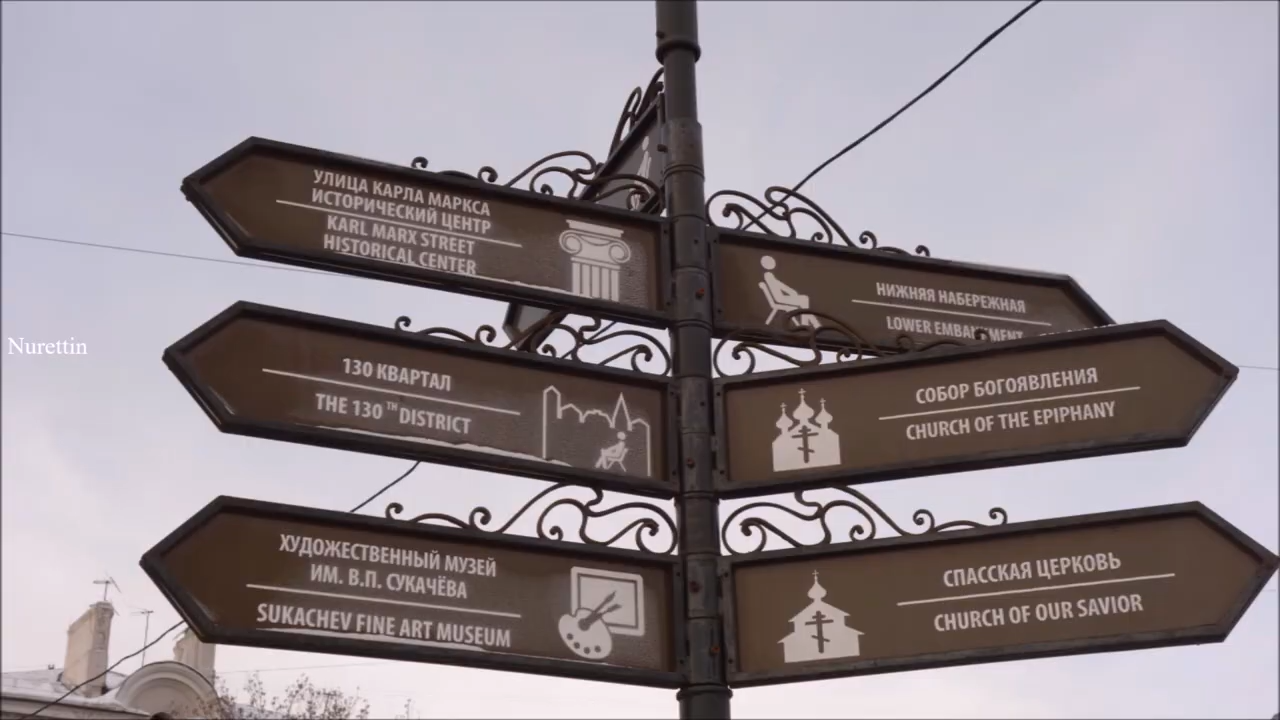 УЛИЦА КАРЛА МАРКСА
ИСТОРИЧЕСКИЙ ЦЕНТР
KARL MARX STREET
HISTORICAL CENTER
НИЖНЯЯ НАБЕРЕЖНАЯ
LOWER EMBANKMENT
Nurettin
130 КВАРТАЛ
THE 130 TH DISTRICT
СОБОР БОГОЯВЛЕНИЯ
CHURCH OF THE EPIPHANY
ХУДОЖЕСТВЕННЫЙ МУЗЕЙ
ИМ. В.П. СУКАЧЁВА
SUKACHEV FINE ART MUSEUM
СПАССКАЯ ЦЕРКОВЬ
CHURCH OF OUR SAVIOR